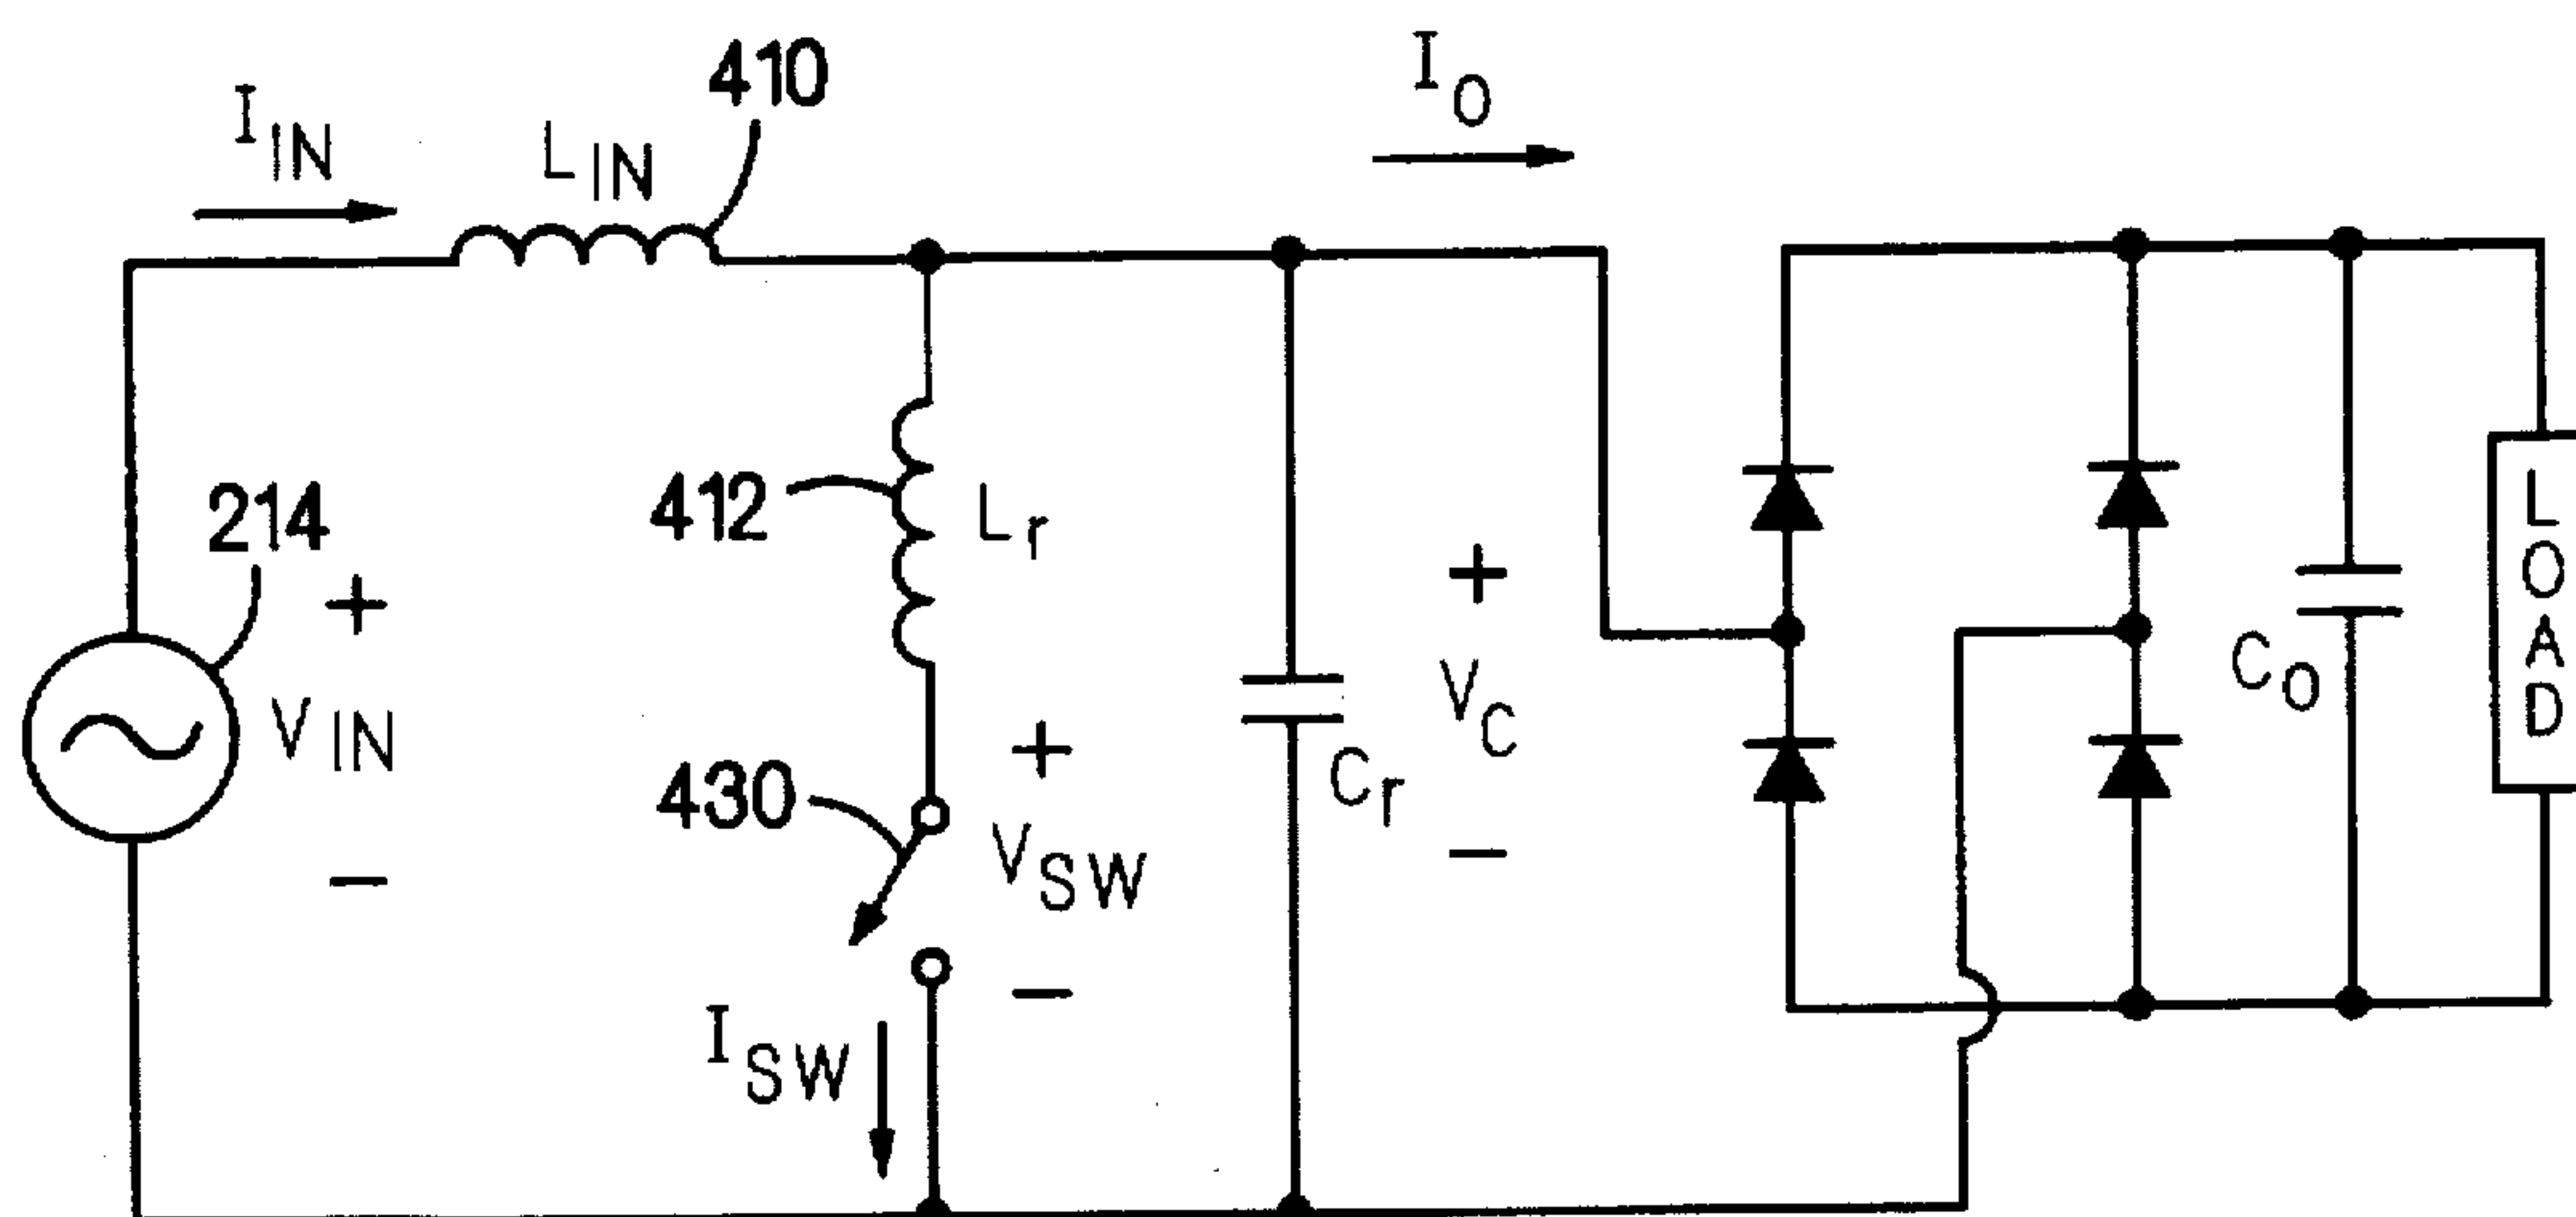 410
I_IN
L_IN
I_O
214
+
V_IN
−
412
L_r
430
+
V_SW
−
I_SW
C_r
+
V_C
−
C_O
LOAD